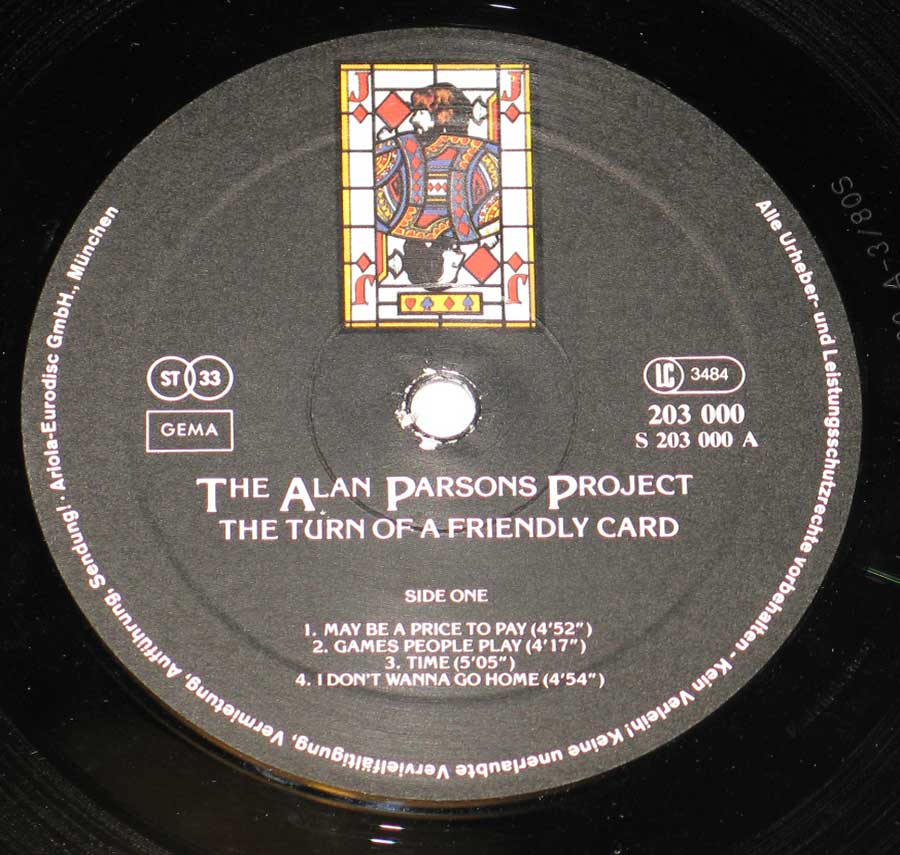 J J
J J
ST 33
GEMA
LC 3484
203 000
S 203 000 A
THE ALAN PARSONS PROJECT
THE TURN OF A FRIENDLY CARD
SIDE ONE
1. MAY BE A PRICE TO PAY (4'52")
2. GAMES PEOPLE PLAY (4'17")
3. TIME (5'05")
4. I DON'T WANNA GO HOME (4'54")
Alle Urheber- und Leistungsschutzrechte vorbehalten · Kein Verleih! Keine unerlaubte Vervielfältigung, Vermietung, Aufführung, Sendung! · Ariola-Eurodisc GmbH., München
A-3/80S